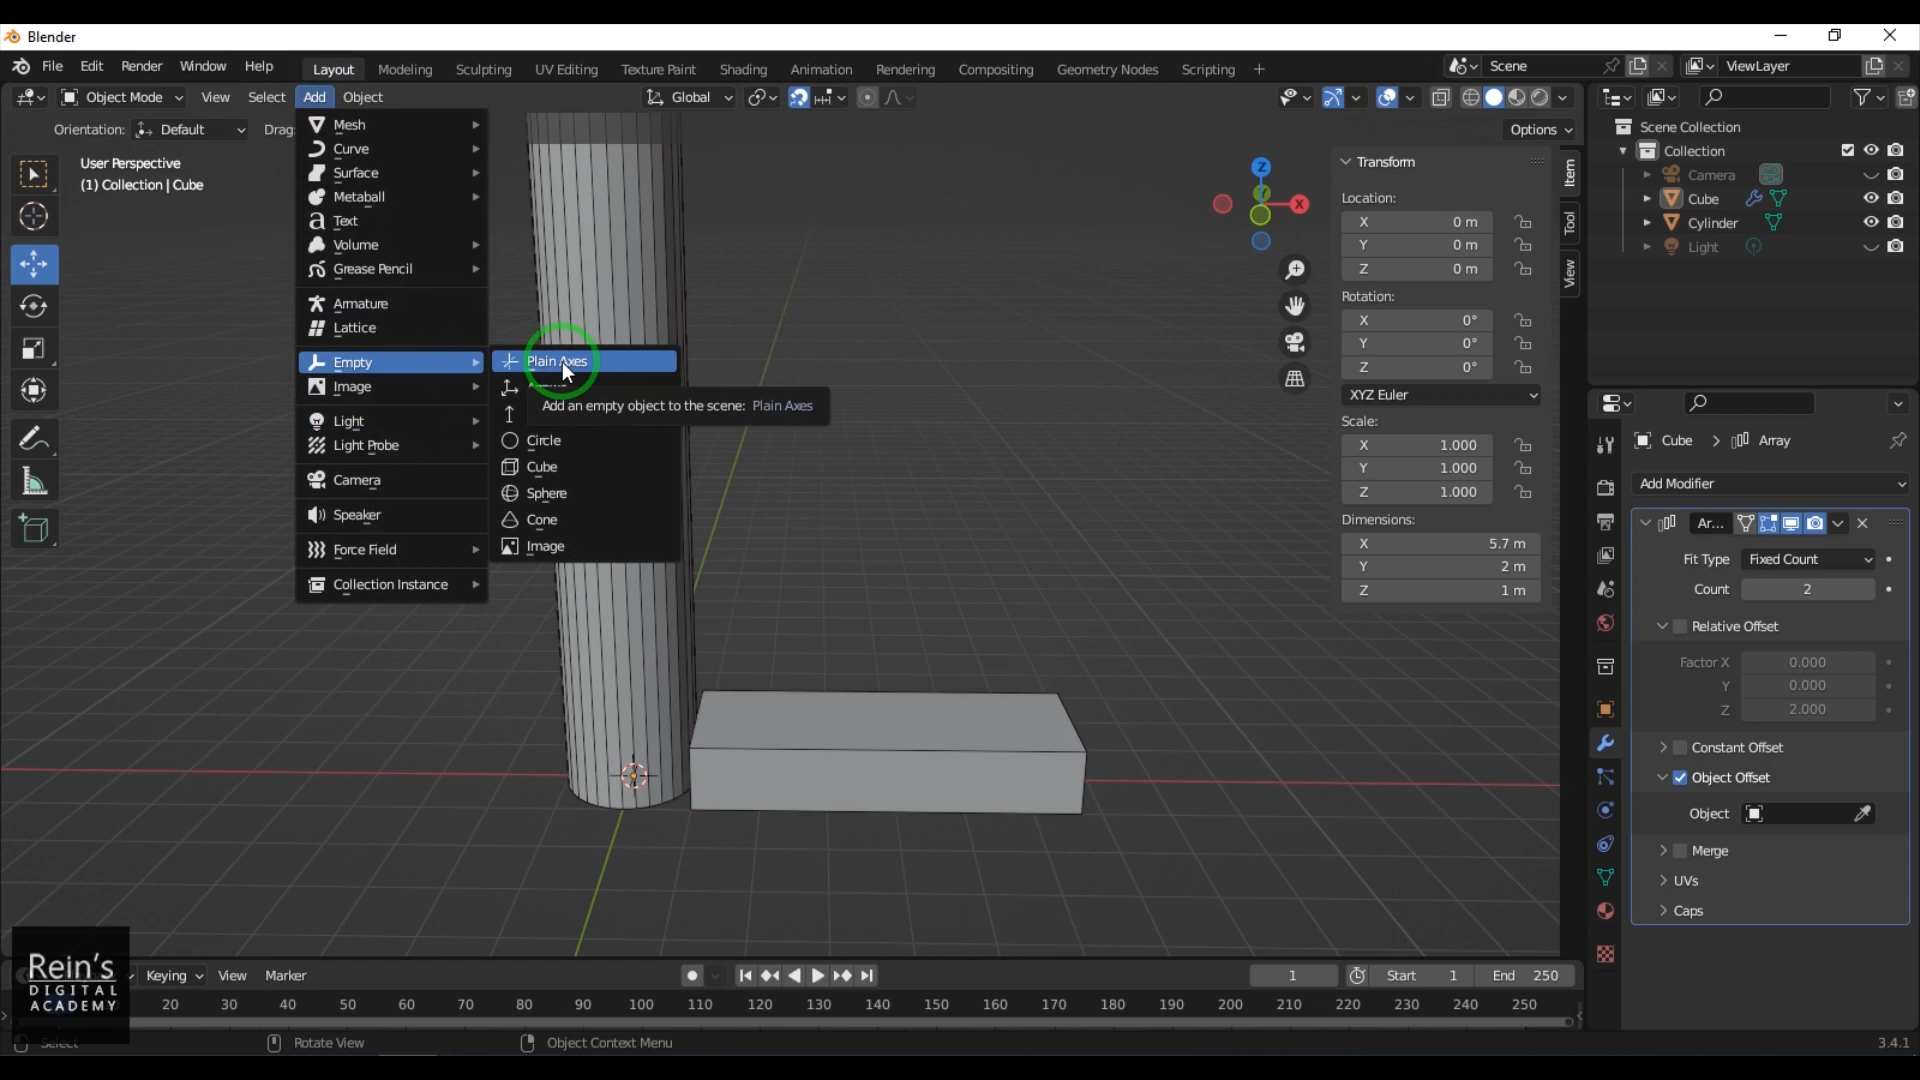 Blender
File Edit Render Window Help Layout Modeling Sculpting UV Editing Texture Paint Shading Animation Rendering Compositing Geometry Nodes Scripting + Scene ViewLayer
Object Mode View Select Add Object Global
Orientation: Default Drag: Options
User Perspective
(1) Collection | Cube
Mesh
Curve
Surface
Metaball
Text
Volume
Grease Pencil
Armature
Lattice
Empty
Image
Light
Light Probe
Camera
Speaker
Force Field
Collection Instance
Plain Axes
Add an empty object to the scene: Plain Axes
Circle
Cube
Sphere
Cone
Image
Z
Y
X
Transform
Location:
X 0 m
Y 0 m
Z 0 m
Rotation:
X 0°
Y 0°
Z 0°
XYZ Euler
Scale:
X 1.000
Y 1.000
Z 1.000
Dimensions:
X 5.7 m
Y 2 m
Z 1 m
Item
Tool
View
Scene Collection
Collection
Camera
Cube
Cylinder
Light
Cube > Array
Add Modifier
Ar...
Fit Type Fixed Count
Count 2
Relative Offset
Factor X 0.000
Y 0.000
Z 2.000
Constant Offset
Object Offset
Object
Merge
UVs
Caps
Keying View Marker 1 Start 1 End 250
20 30 40 50 60 70 80 90 100 110 120 130 140 150 160 170 180 190 200 210 220 230 240 250
Select Rotate View Object Context Menu 3.4.1
Rein's
DIGITAL
ACADEMY